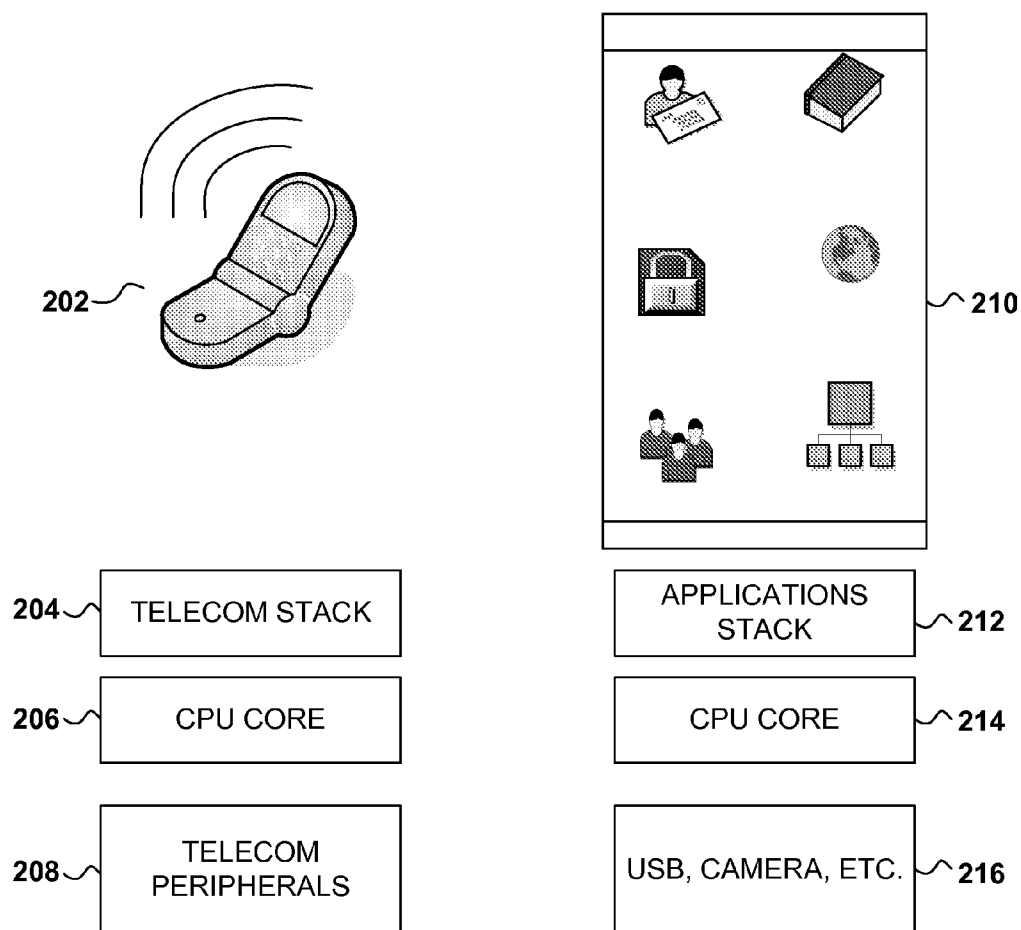 202
210
204
TELECOM STACK
APPLICATIONS
STACK
212
206
CPU CORE
CPU CORE
214
208
TELECOM
PERIPHERALS
USB, CAMERA, ETC.
216